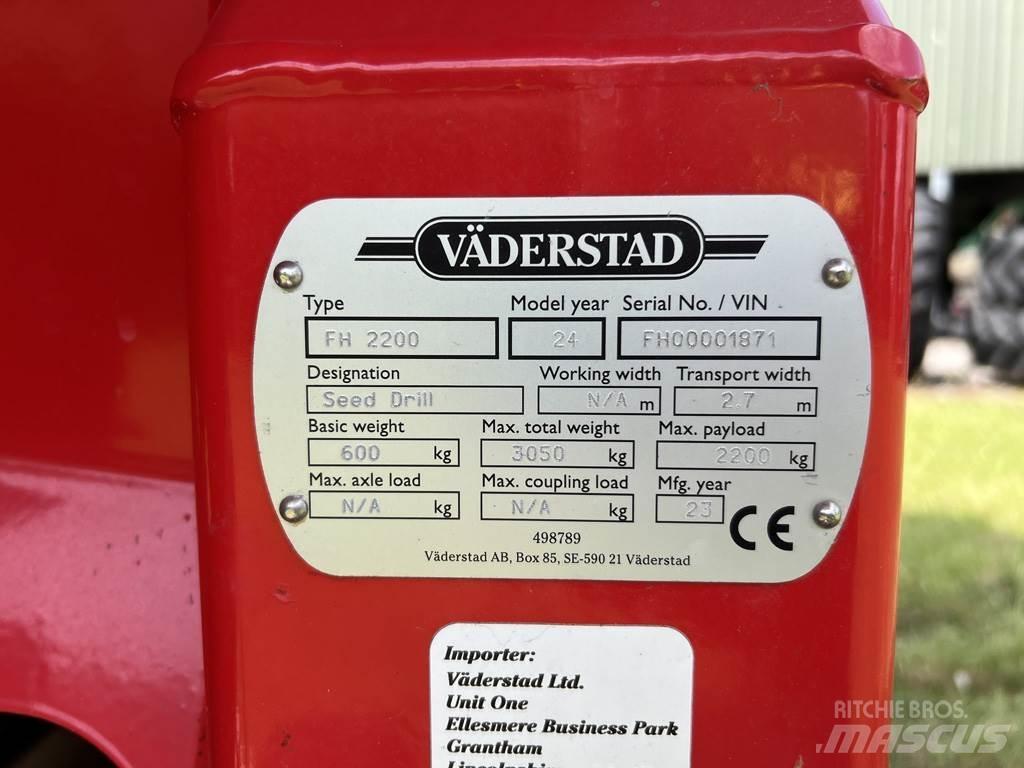 VÄDERSTAD
Type Model year Serial No. / VIN
FH 2200 24 FH00001871
Designation Working width Transport width
Seed Drill N/A m 2.7 m
Basic weight Max. total weight Max. payload
600 kg 3050 kg 2200 kg
Max. axle load Max. coupling load Mfg. year
N/A kg N/A kg 23
CE
498789
Väderstad AB, Box 85, SE-590 21 Väderstad
Importer:
Väderstad Ltd.
Unit One
Ellesmere Business Park
Grantham
RITCHIE BROS.
MASCUS